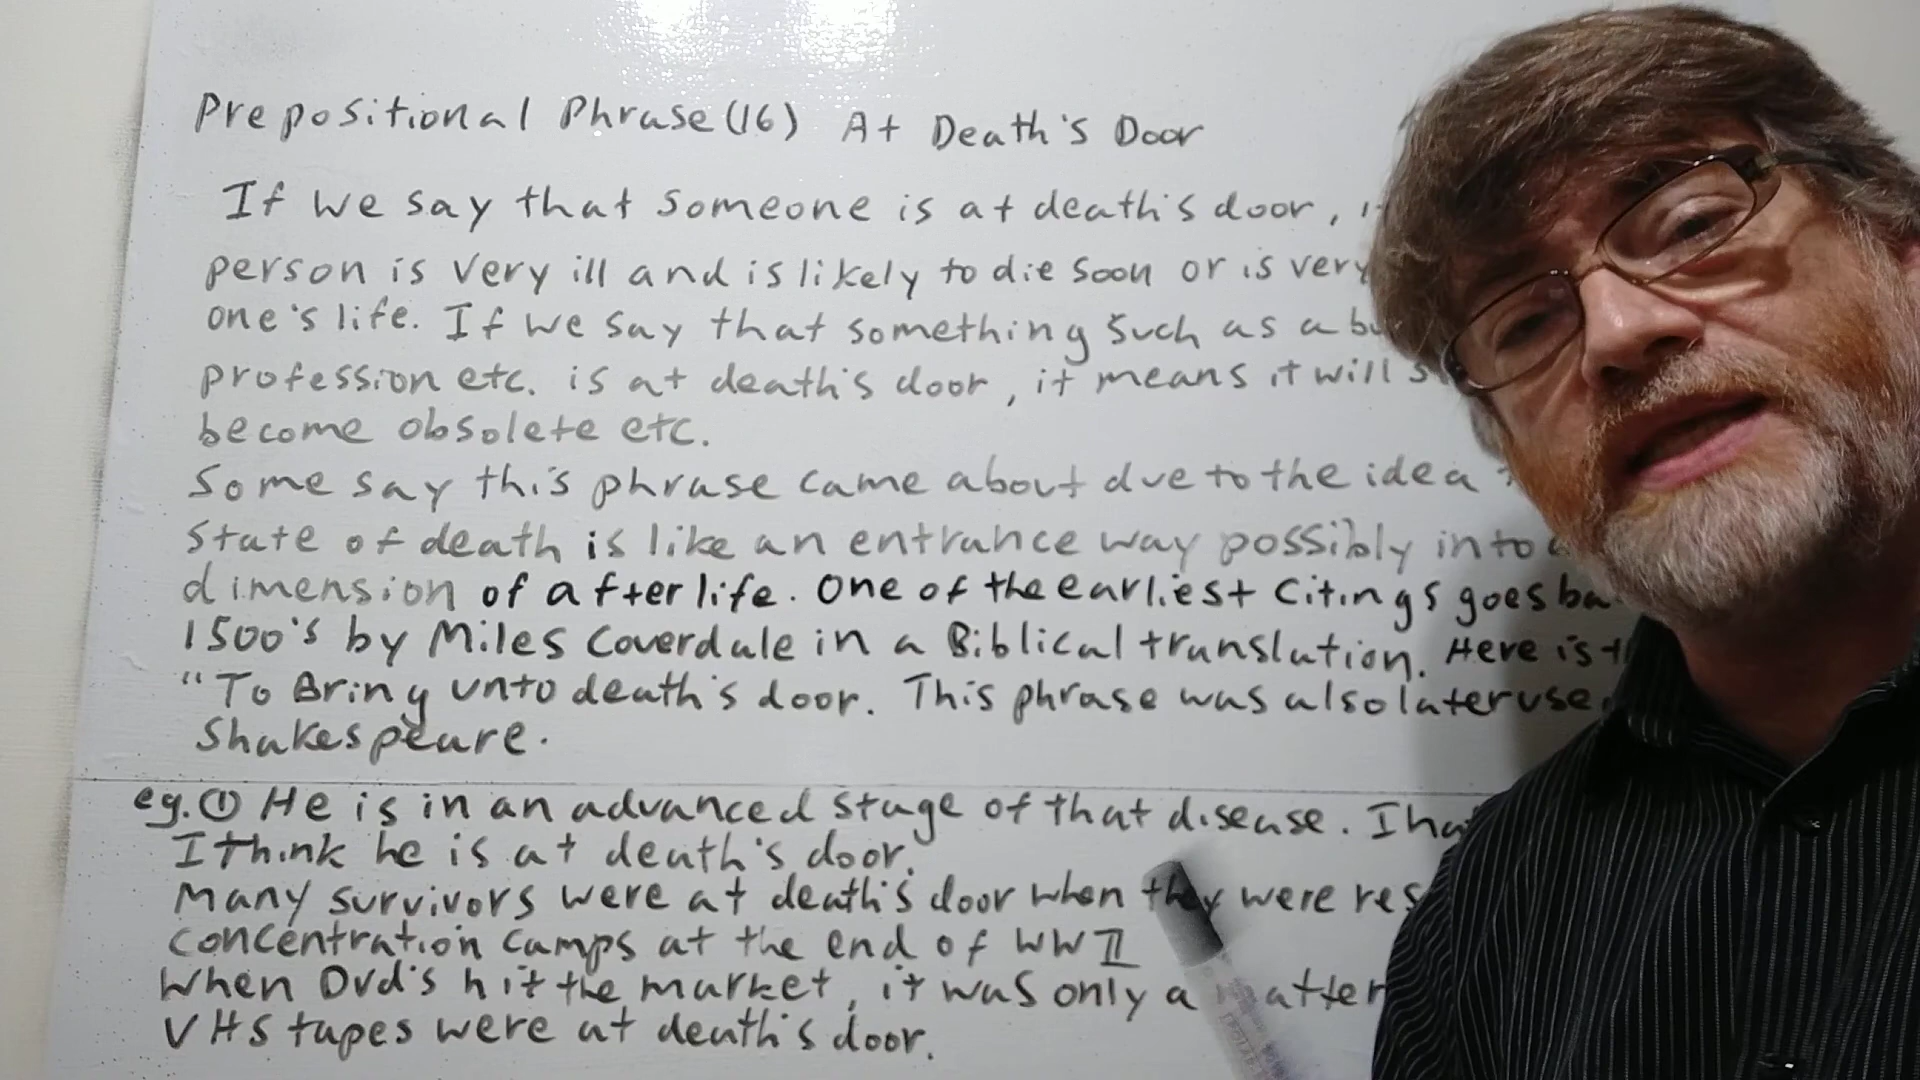 Prepositional Phrase (16) At Death's Door
If we say that someone is at death's door,
person is very ill and is likely to die soon or is very
one's life. If we say that something such as a
profession etc. is at death's door, it means it will
become obsolete etc.
Some say this phrase came about due to the idea
state of death is like an entrance way possibly into
dimension of afterlife. One of the earliest citings goes
1500's by Miles Coverdale in a Biblical translation. Here is
"To Bring unto death's door. This phrase was also later
Shakespeare.
eg. ① He is in an advanced stage of that disease. I
I think he is at death's door.
Many survivors were at death's door when they were
concentration camps at the end of WW II
When Dvd's hit the market, it was only a matter
VHS tapes were at death's door.